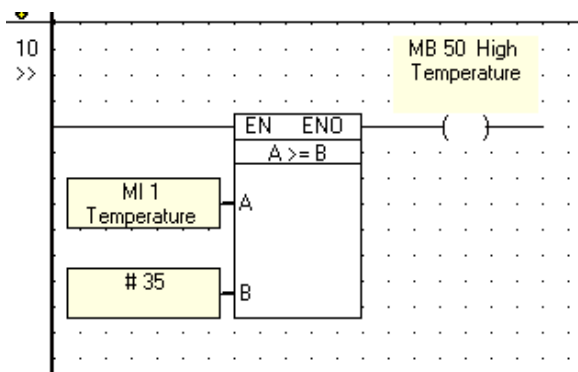 10
>>
MB 50 High
Temperature
EN ENO
A >= B
MI 1
Temperature
A
# 35
B